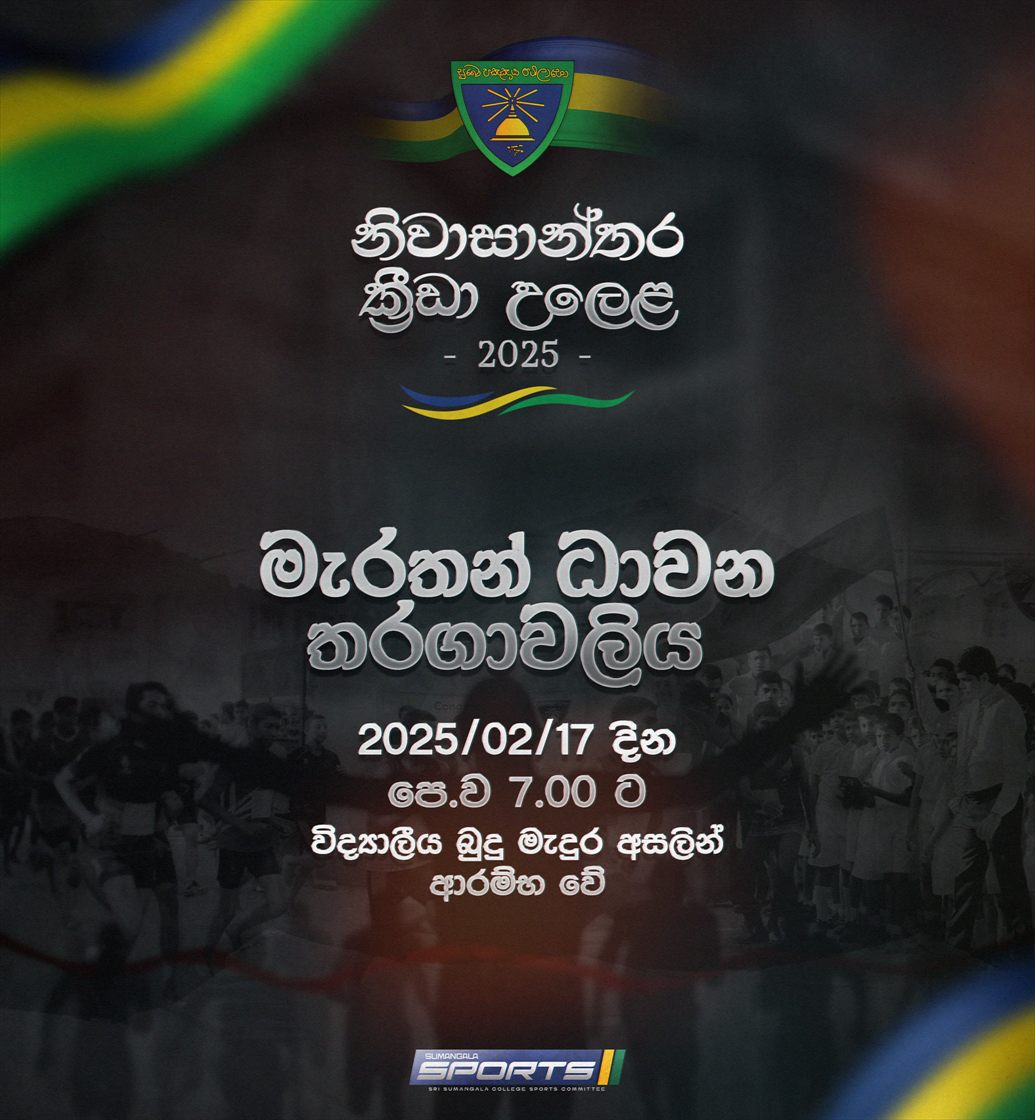 නිවාසාන්තර
ක්‍රීඩා උලෙළ
- 2025 -
මැරතන් ධාවන
තරගාවලිය
2025/02/17 දින
පෙ.ව 7.00 ට
විද්‍යාලීය බුදු මැදුර අසලින්
ආරම්භ වේ
SUMANGALA
SPORTS
SRI SUMANGALA COLLEGE SPORTS COMMITTEE